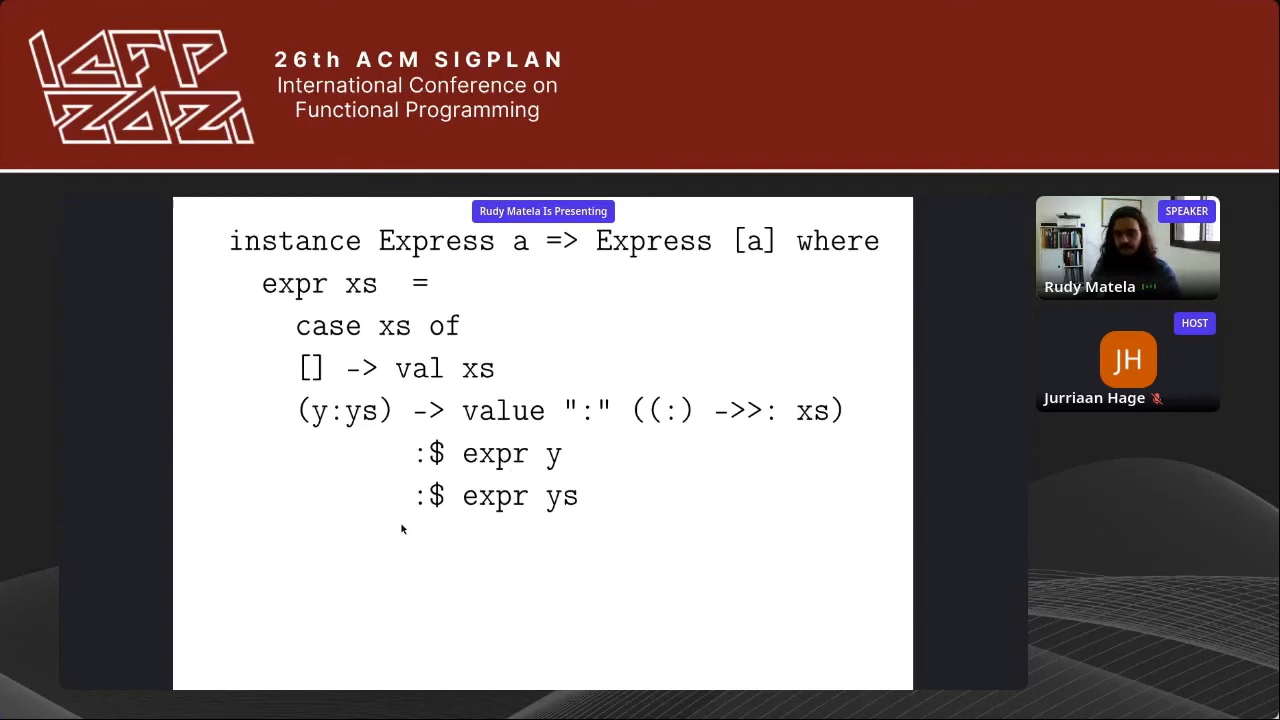 ICFP
2021
26th ACM SIGPLAN
International Conference on
Functional Programming
Rudy Matela Is Presenting
instance Express a => Express [a] where
expr xs =
case xs of
[] -> val xs
(y:ys) -> value ":" ((:) ->>: xs)
:$ expr y
:$ expr ys
SPEAKER
Rudy Matela
HOST
JH
Jurriaan Hage